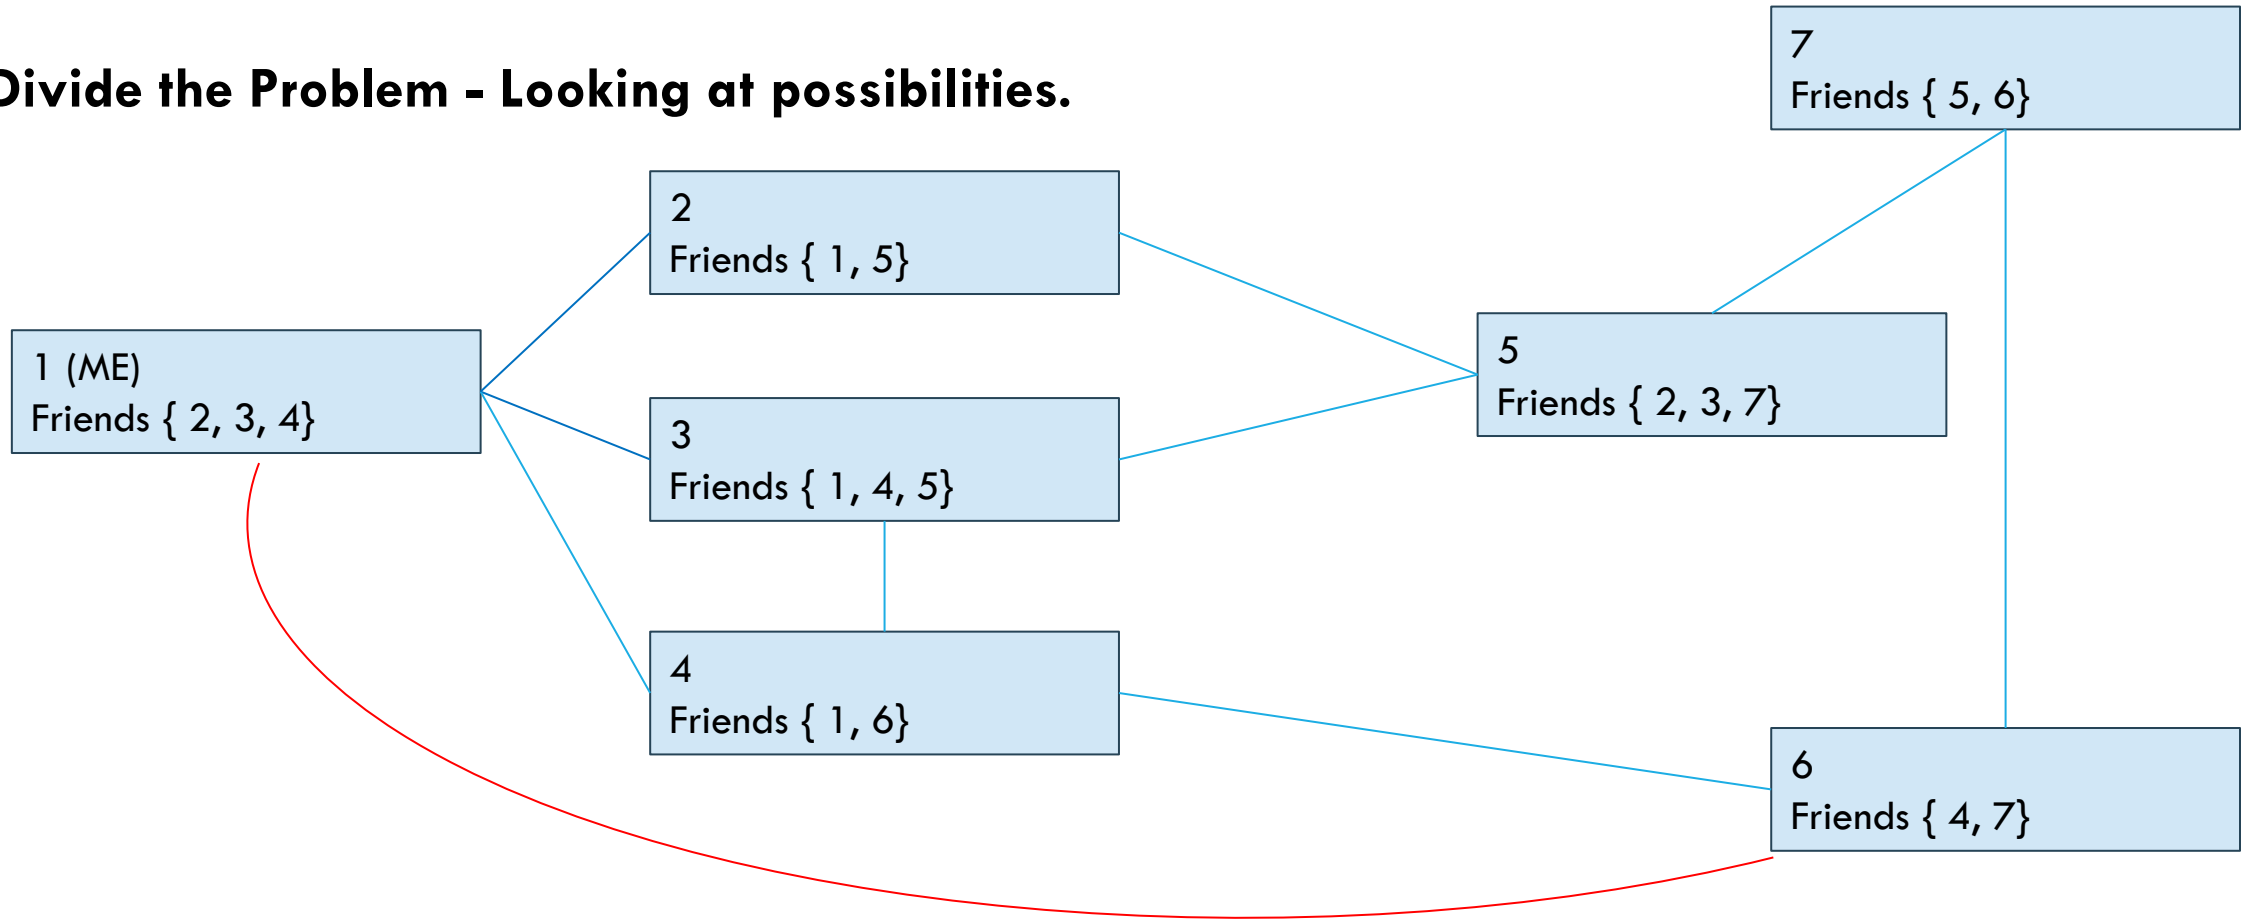 Divide the Problem - Looking at possibilities.
7
Friends { 5, 6}
2
Friends { 1, 5}
1 (ME)
Friends { 2, 3, 4}
5
Friends { 2, 3, 7}
3
Friends { 1, 4, 5}
4
Friends { 1, 6}
6
Friends { 4, 7}